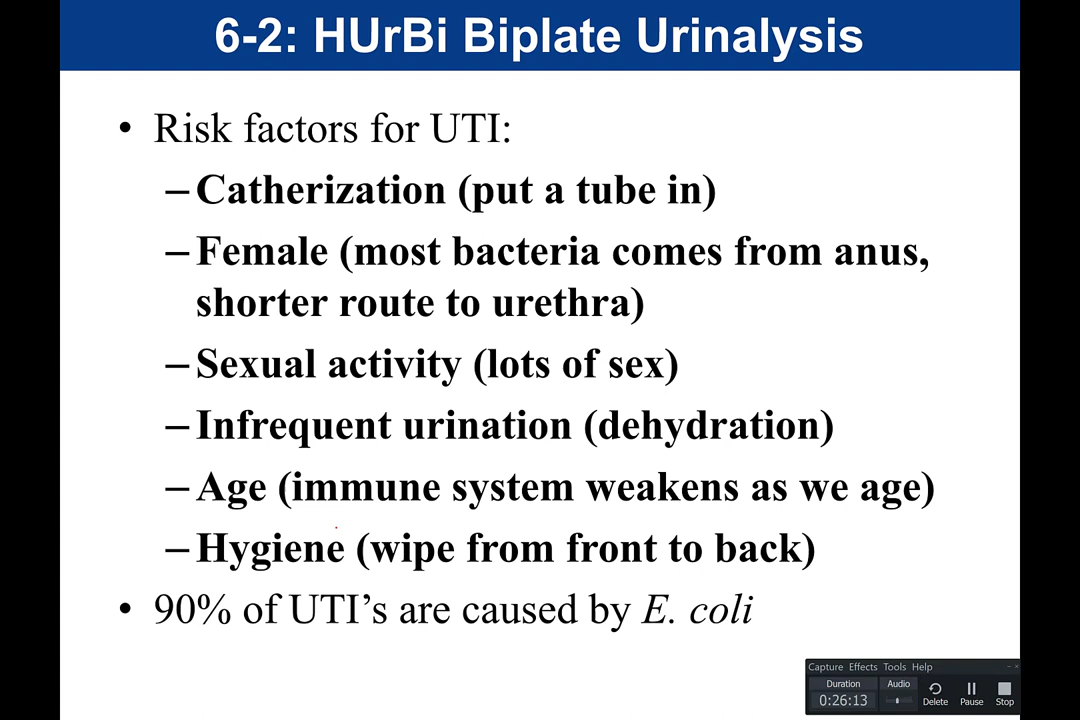 6-2: HUrBi Biplate Urinalysis
• Risk factors for UTI:
– Catherization (put a tube in)
– Female (most bacteria comes from anus,
shorter route to urethra)
– Sexual activity (lots of sex)
– Infrequent urination (dehydration)
– Age (immune system weakens as we age)
– Hygiene (wipe from front to back)
• 90% of UTI’s are caused by E. coli
Capture Effects Tools Help
Duration Audio
0:26:13 Delete Pause Stop